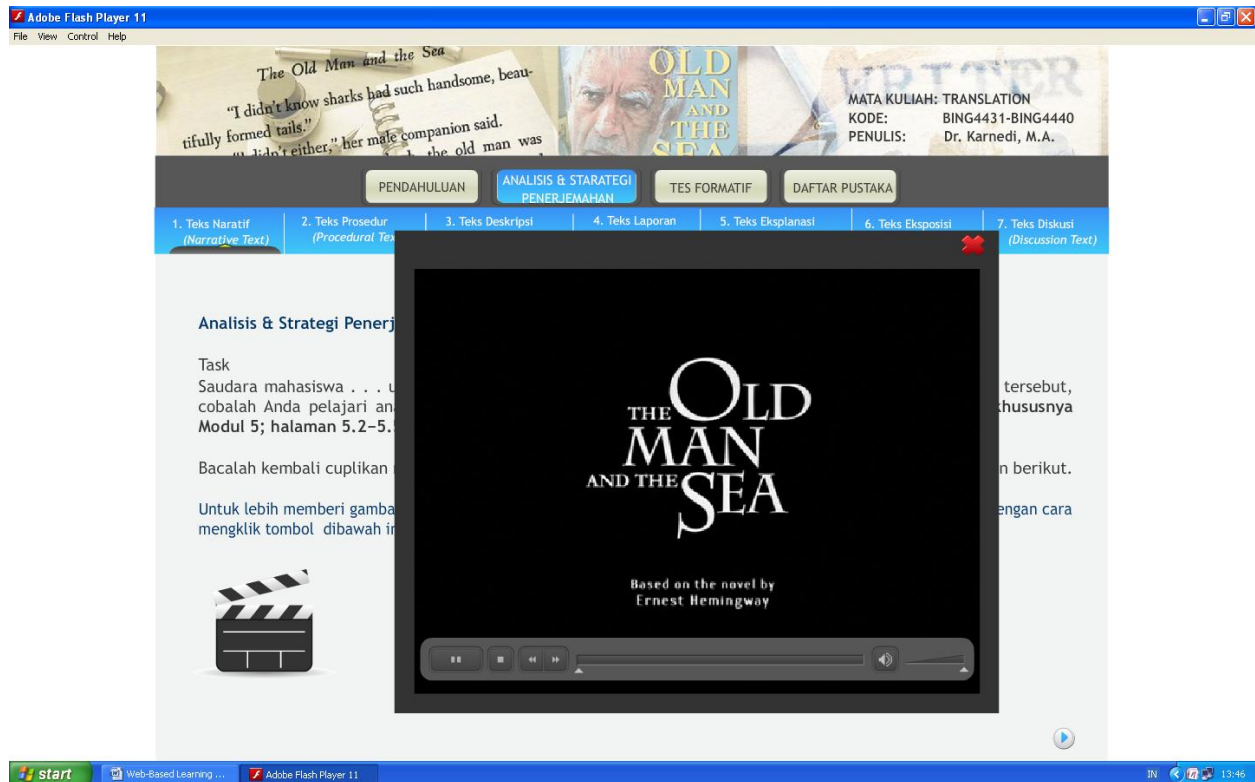 Adobe Flash Player 11
File View Control Help
The Old Man and the Sea
"I didn't know sharks had such handsome, beau-
tifully formed tails."
"I didn't either," her male companion said.
the old man was
OLD
MAN
AND
THE
SEA
WRITER
MATA KULIAH: TRANSLATION
KODE: BING4431-BING4440
PENULIS: Dr. Karnedi, M.A.
PENDAHULUAN
ANALISIS & STARATEGI
PENERJEMAHAN
TES FORMATIF
DAFTAR PUSTAKA
1. Teks Naratif
(Narrative Text)
2. Teks Prosedur
(Procedural Tex
3. Teks Deskripsi
4. Teks Laporan
5. Teks Eksplanasi
6. Teks Eksposisi
7. Teks Diskusi
(Discussion Text)
Analisis & Strategi Penerj
Task
Saudara mahasiswa . . . u
tersebut,
cobalah Anda pelajari an
khususnya
Modul 5; halaman 5.2–5.
Bacalah kembali cuplikan
n berikut.
Untuk lebih memberi gamba
engan cara
mengklik tombol dibawah in
THE OLD
MAN
AND THE SEA
Based on the novel by
Ernest Hemingway
start
Web-Based Learning ...
Adobe Flash Player 11
IN
13:46